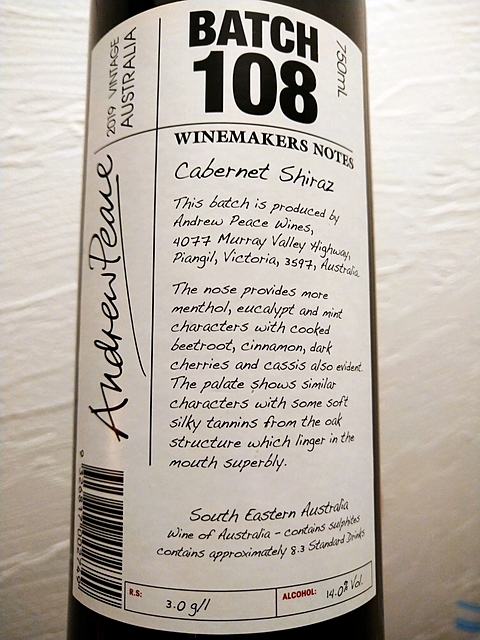 BATCH
108
750mL
2019 VINTAGE
AUSTRALIA
WINEMAKERS NOTES
Andrew Peace
Cabernet Shiraz
This batch is produced by
Andrew Peace Wines,
4077 Murray Valley Highway,
Piangil, Victoria, 3597, Australia
The nose provides more
menthol, eucalypt and mint
characters with cooked
beetroot, cinnamon, dark
cherries and cassis also evident.
The palate shows similar
characters with some soft
silky tannins from the oak
structure which linger in the
mouth superbly.
South Eastern Australia
Wine of Australia - contains sulphites
contains approximately 8.3 Standard Drinks
R.S: 3.0 g/l
ALCOHOL: 14.0% Vol.